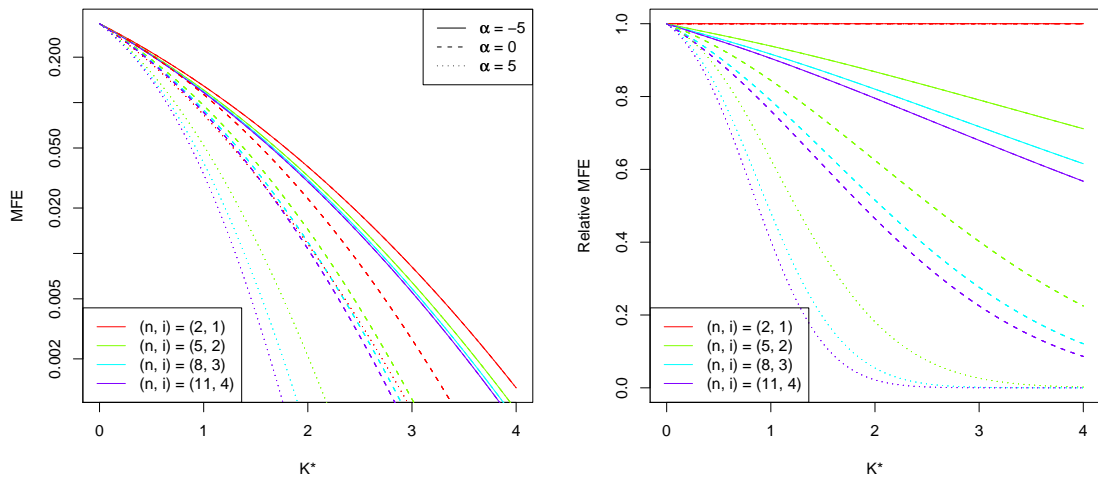 MFE
0.200
0.050
0.020
0.005
0.002
0
1
2
3
4
K*
α = −5
α = 0
α = 5
(n, i) = (2, 1)
(n, i) = (5, 2)
(n, i) = (8, 3)
(n, i) = (11, 4)
Relative MFE
1.0
0.8
0.6
0.4
0.2
0.0
0
1
2
3
4
K*
(n, i) = (2, 1)
(n, i) = (5, 2)
(n, i) = (8, 3)
(n, i) = (11, 4)